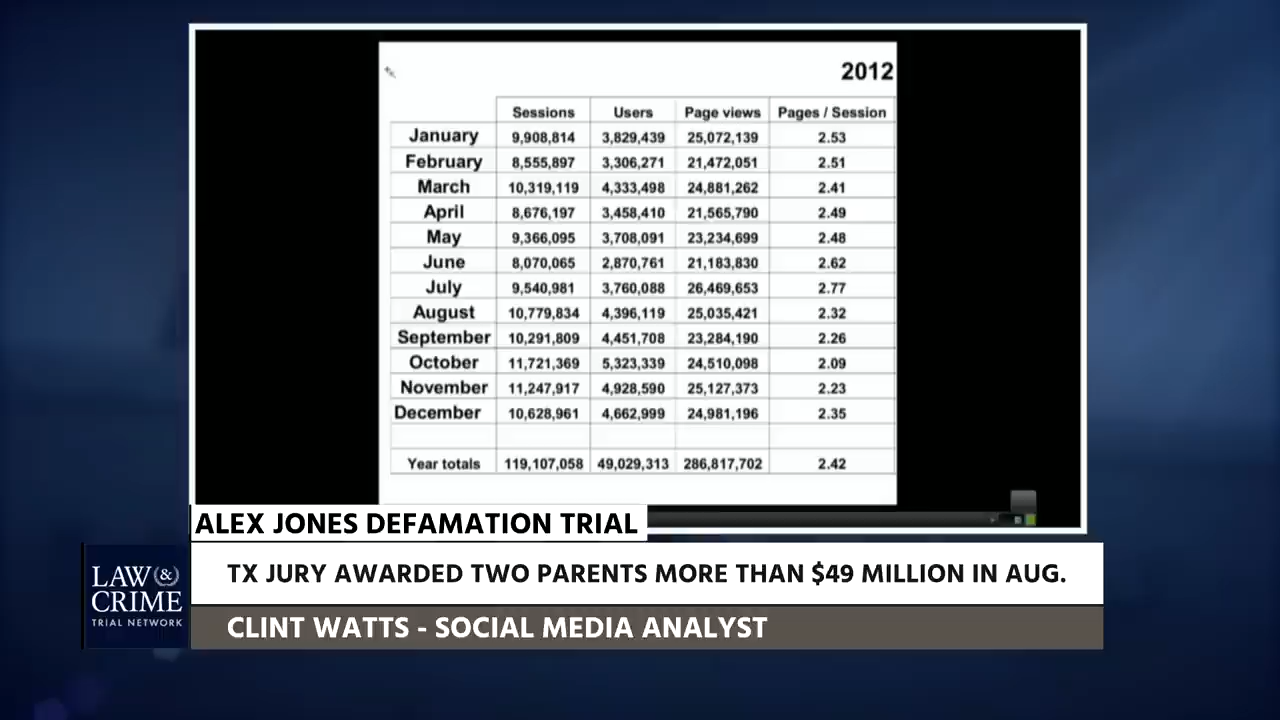 2012
Sessions Users Page views Pages / Session
January 9,908,814 3,829,439 25,072,139 2.53
February 8,555,897 3,306,271 21,472,051 2.51
March 10,319,119 4,333,498 24,881,262 2.41
April 8,676,197 3,458,410 21,565,790 2.49
May 9,366,095 3,708,091 23,234,699 2.48
June 8,070,065 2,870,761 21,183,830 2.62
July 9,540,981 3,760,088 26,469,653 2.77
August 10,779,834 4,396,119 25,035,421 2.32
September 10,291,809 4,451,708 23,284,190 2.26
October 11,721,369 5,323,339 24,510,098 2.09
November 11,247,917 4,928,590 25,127,373 2.23
December 10,628,961 4,662,999 24,981,196 2.35
Year totals 119,107,058 49,029,313 286,817,702 2.42
ALEX JONES DEFAMATION TRIAL
TX JURY AWARDED TWO PARENTS MORE THAN $49 MILLION IN AUG.
CLINT WATTS - SOCIAL MEDIA ANALYST
LAW &
CRIME
TRIAL NETWORK